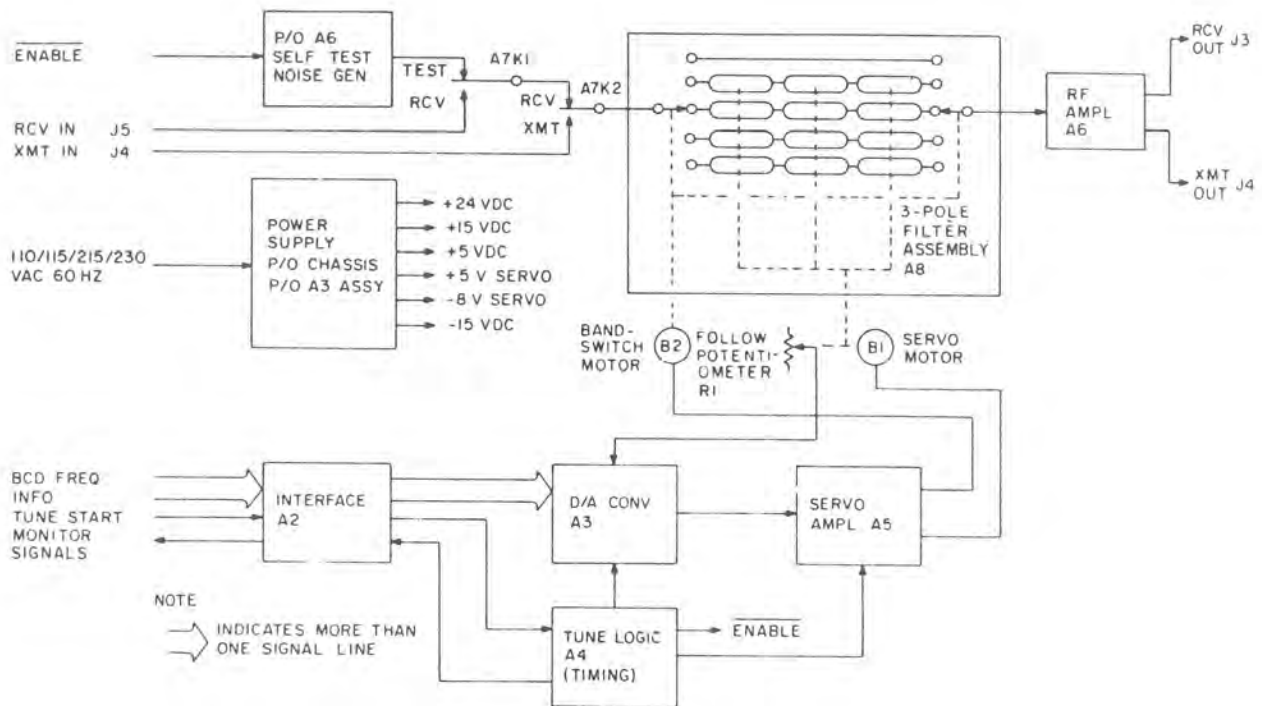 ENABLE
P/O A6
SELF TEST
NOISE GEN
TEST
RCV
A7K1
RCV
XMT
A7K2
RCV IN J5
XMT IN J4
RF
AMPL
A6
RCV
OUT J3
XMT
OUT J4
3-POLE
FILTER
ASSEMBLY
A8
110/115/215/230
VAC 60 HZ
POWER
SUPPLY
P/O CHASSIS
P/O A3 ASSY
+24 VDC
+15 VDC
+5 VDC
+5 V SERVO
-8 V SERVO
-15 VDC
BAND-
SWITCH
MOTOR
B2
FOLLOW
POTENTI-
OMETER
R1
B1
SERVO
MOTOR
BCD FREQ
INFO
TUNE START
MONITOR
SIGNALS
INTERFACE
A2
D/A CONV
A3
SERVO
AMPL A5
NOTE
INDICATES MORE THAN
ONE SIGNAL LINE
TUNE LOGIC
A4
(TIMING)
ENABLE